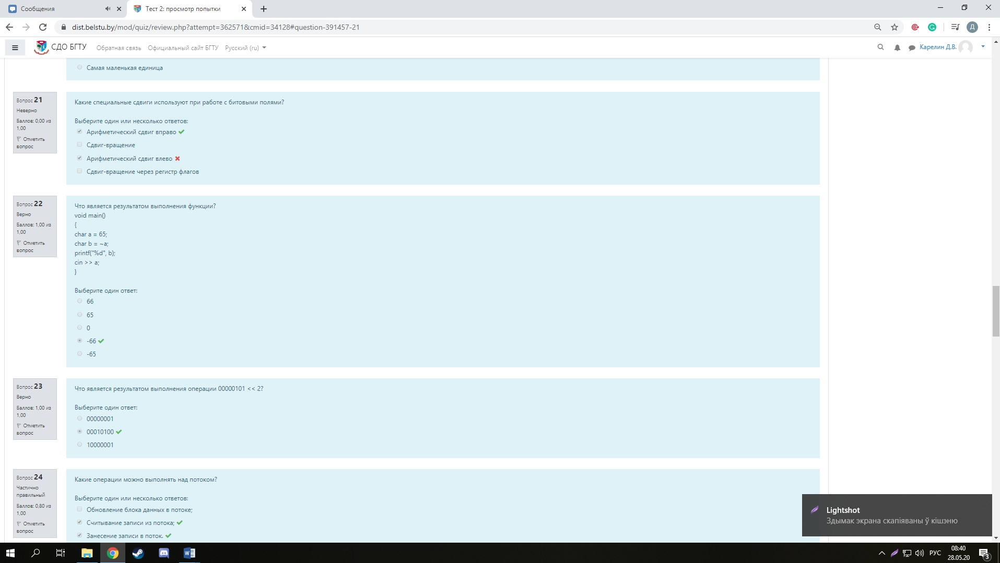 Сообщения
Тест 2: просмотр попытки
dist.belstu.by/mod/quiz/review.php?attempt=362571&cmid=34128#question-391457-21
Д
СДО БГТУ
Обратная связь
Официальный сайт БГТУ
Русский (ru)
Карелин Д.В.
Самая маленькая единица
Вопрос 21
Неверно
Баллов: 0,00 из
1,00
Отметить
вопрос
Какие специальные сдвиги используют при работе с битовыми полями?
Выберите один или несколько ответов:
Арифметический сдвиг вправо
Сдвиг-вращение
Арифметический сдвиг влево
Сдвиг-вращение через регистр флагов
Вопрос 22
Верно
Баллов: 1,00 из
1,00
Отметить
вопрос
Что является результатом выполнения функции?
void main()
{
char a = 65;
char b = ~a;
printf("%d", b);
cin >> a;
}
Выберите один ответ:
66
65
0
-66
-65
Вопрос 23
Верно
Баллов: 1,00 из
1,00
Отметить
вопрос
Что является результатом выполнения операции 00000101 << 2?
Выберите один ответ:
00000001
00010100
10000001
Вопрос 24
Частично
правильный
Баллов: 0,80 из
1,00
Отметить
вопрос
Какие операции можно выполнять над потоком?
Выберите один или несколько ответов:
Обновление блока данных в потоке;
Считывание записи из потока;
Занесение записи в поток.
Lightshot
Здымак экрана скапіяваны ў кішэню
РУС
08:40
28.05.20
3